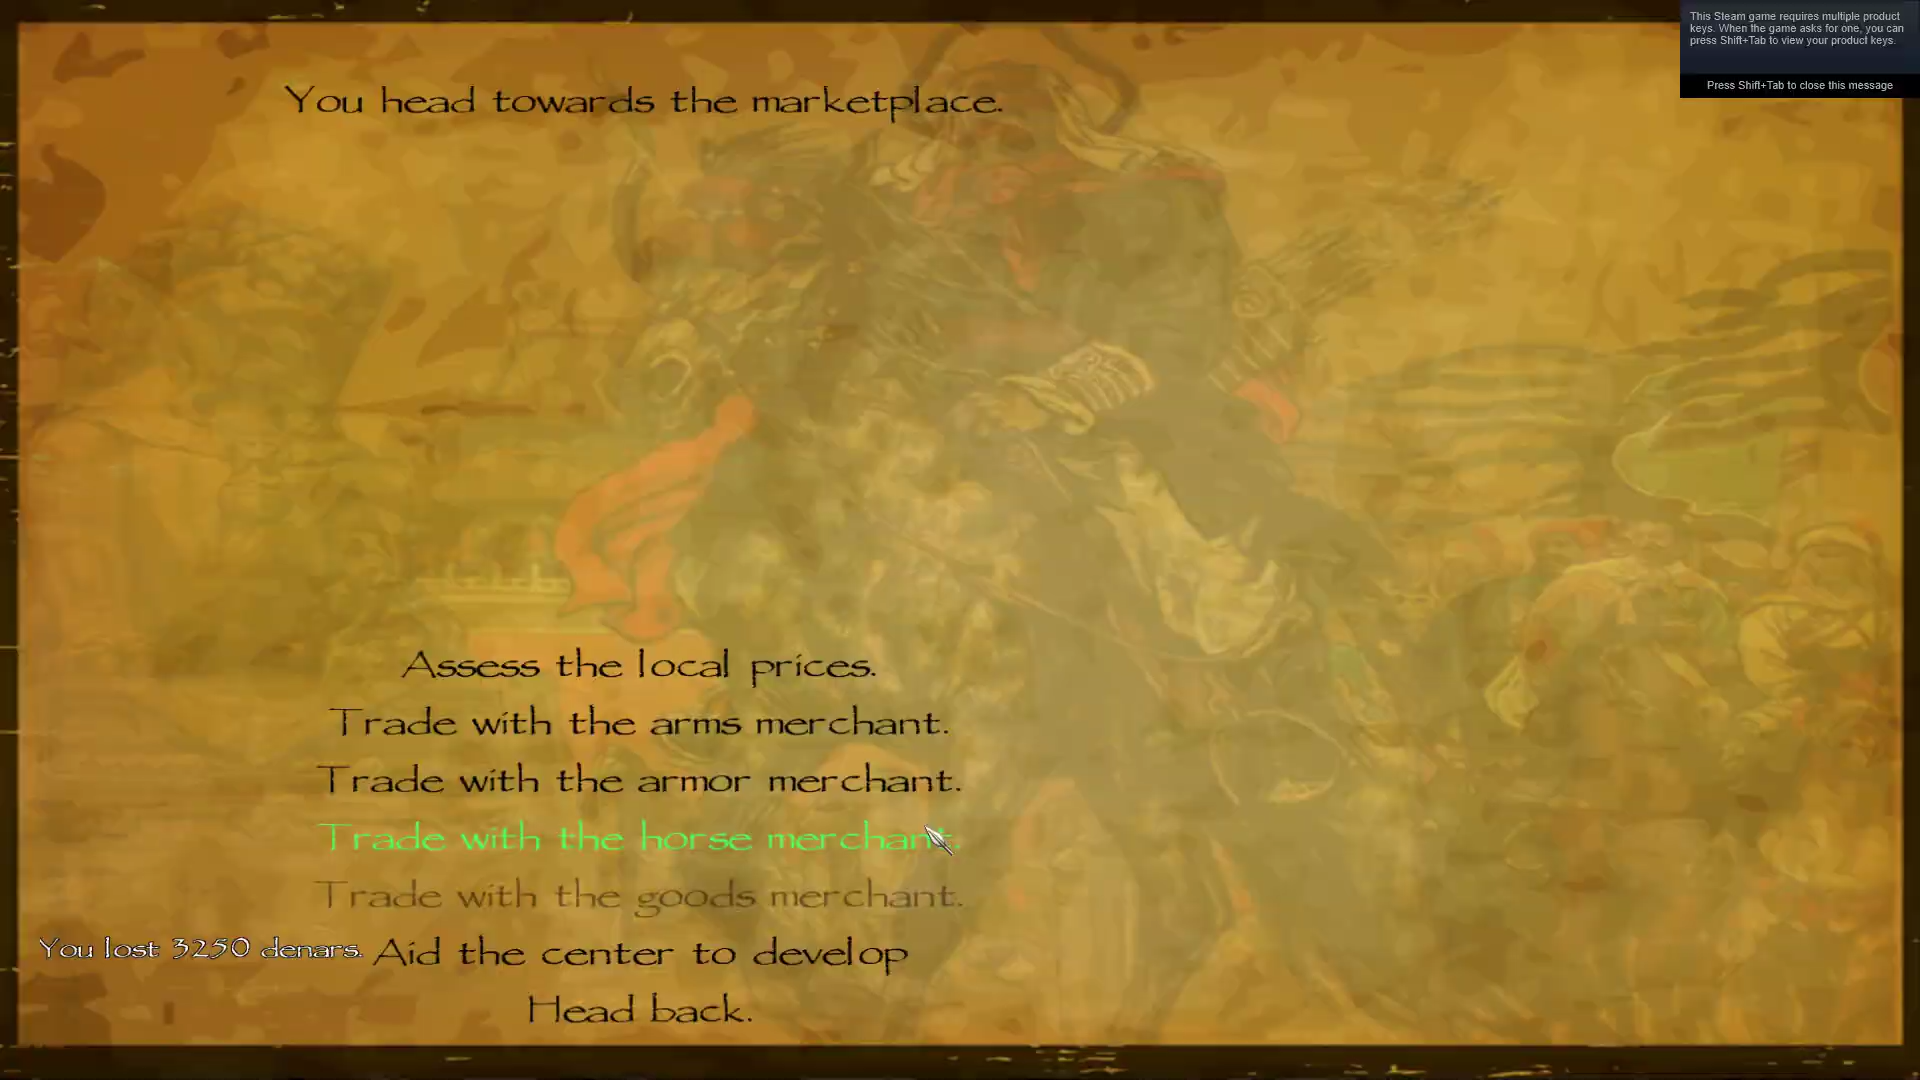 This Steam game requires multiple product
keys. When the game asks for one, you can
press Shift+Tab to view your product keys.
Press Shift+Tab to close this message
You head towards the marketplace.
Assess the local prices.
Trade with the arms merchant.
Trade with the armor merchant.
Trade with the horse merchant.
Trade with the goods merchant.
You lost 3250 denars.
Aid the center to develop
Head back.